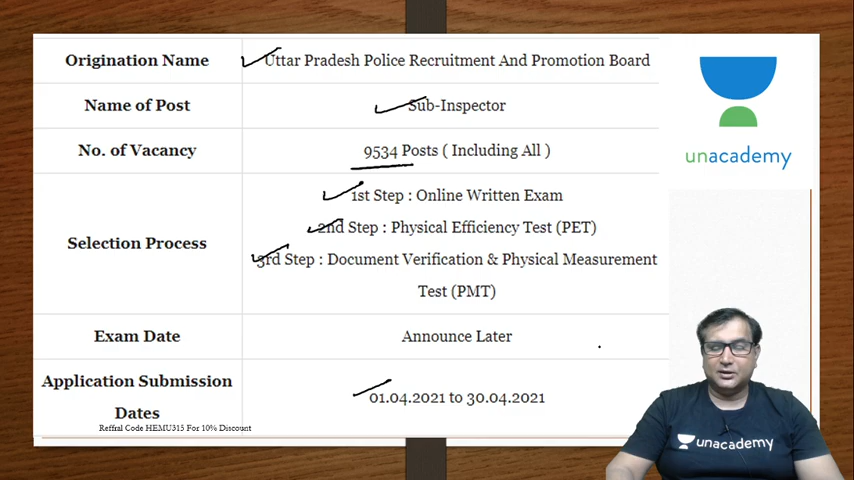 Origination Name
Uttar Pradesh Police Recruitment And Promotion Board
Name of Post
Sub-Inspector
No. of Vacancy
9534 Posts ( Including All )
Selection Process
1st Step : Online Written Exam
2nd Step : Physical Efficiency Test (PET)
3rd Step : Document Verification & Physical Measurement
Test (PMT)
Exam Date
Announce Later
Application Submission
Dates
01.04.2021 to 30.04.2021
Reffral Code HEMU315 For 10% Discount
unacademy
unacademy